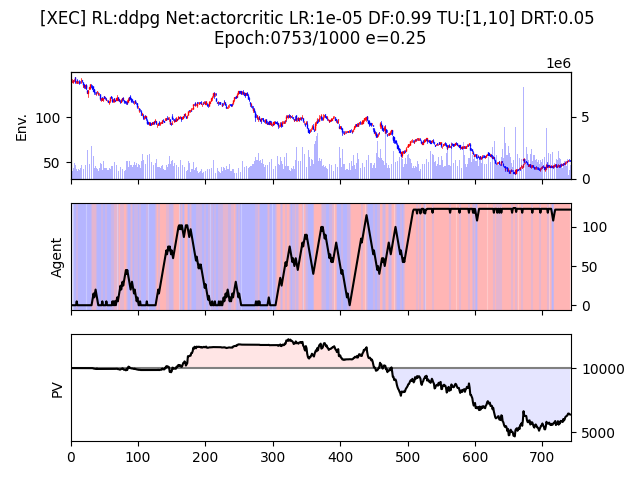 [XEC] RL:ddpg Net:actorcritic LR:1e-05 DF:0.99 TU:[1,10] DRT:0.05
Epoch:0753/1000 e=0.25
1e6
Env.
100
50
5
0
Agent
100
50
0
PV
10000
5000
0 100 200 300 400 500 600 700